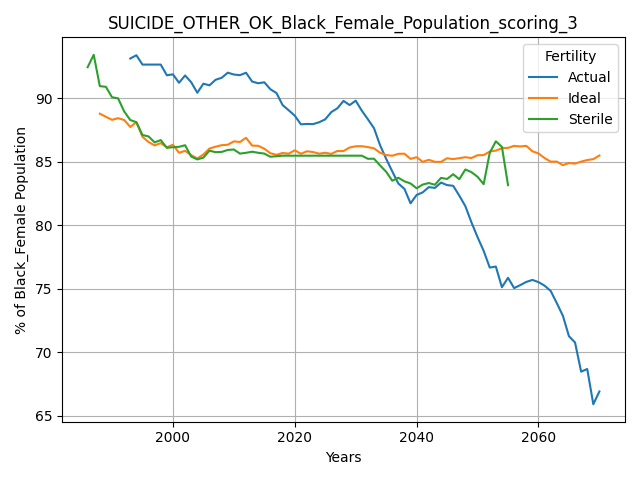 SUICIDE_OTHER_OK_Black_Female_Population_scoring_3
% of Black_Female Population
90
85
80
75
70
65
2000
2020
2040
2060
Years
Fertility
Actual
Ideal
Sterile